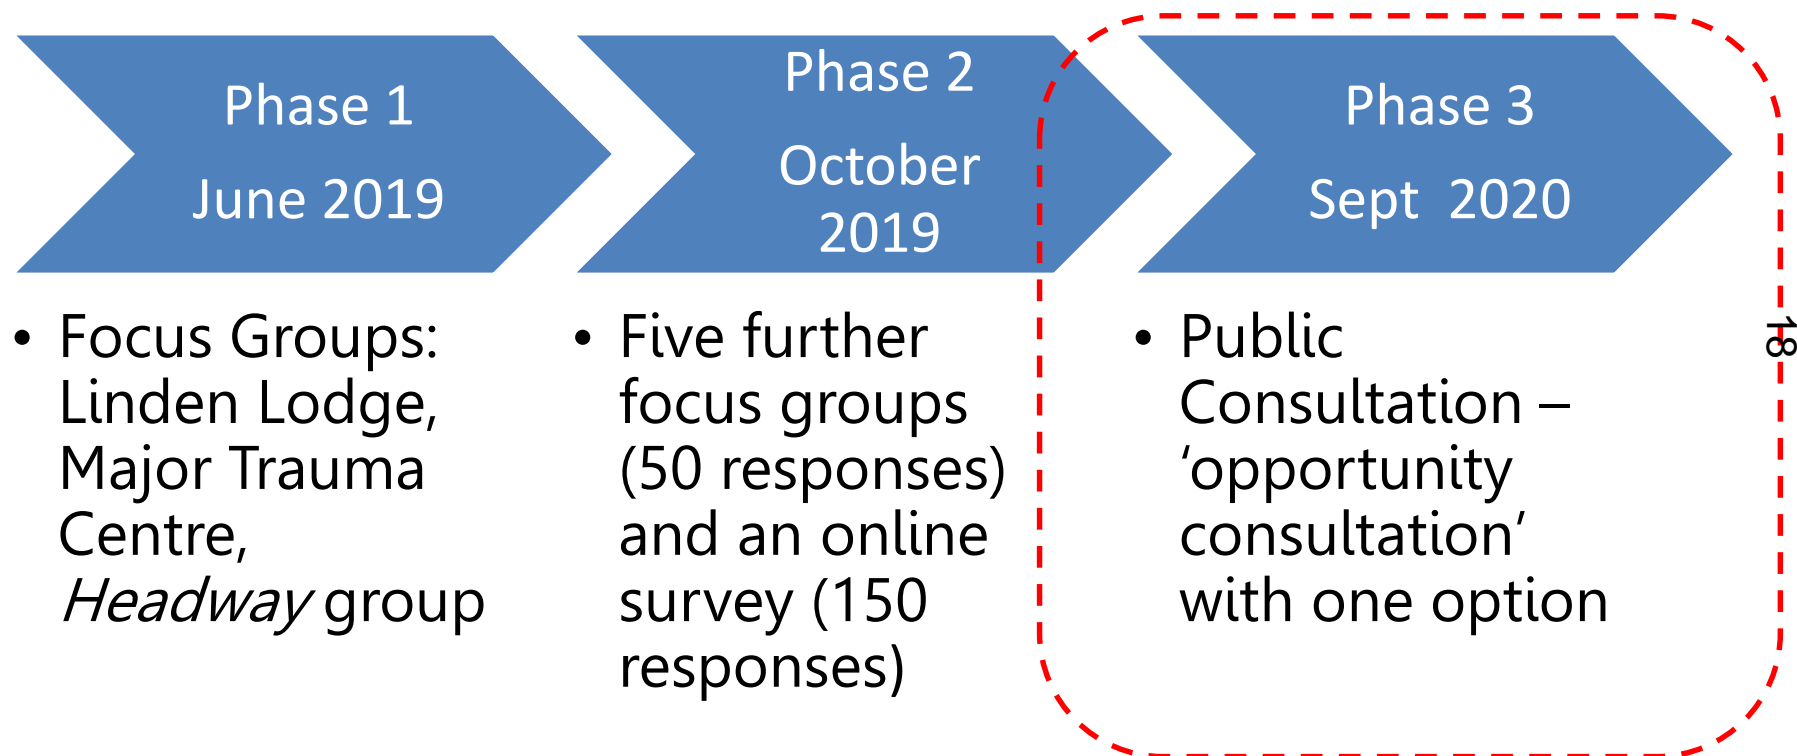 Phase 1
June 2019
• Focus Groups:
Linden Lodge,
Major Trauma
Centre,
Headway group
Phase 2
October
2019
• Five further
focus groups
(50 responses)
and an online
survey (150
responses)
Phase 3
Sept 2020
• Public
Consultation –
‘opportunity
consultation’
with one option
18